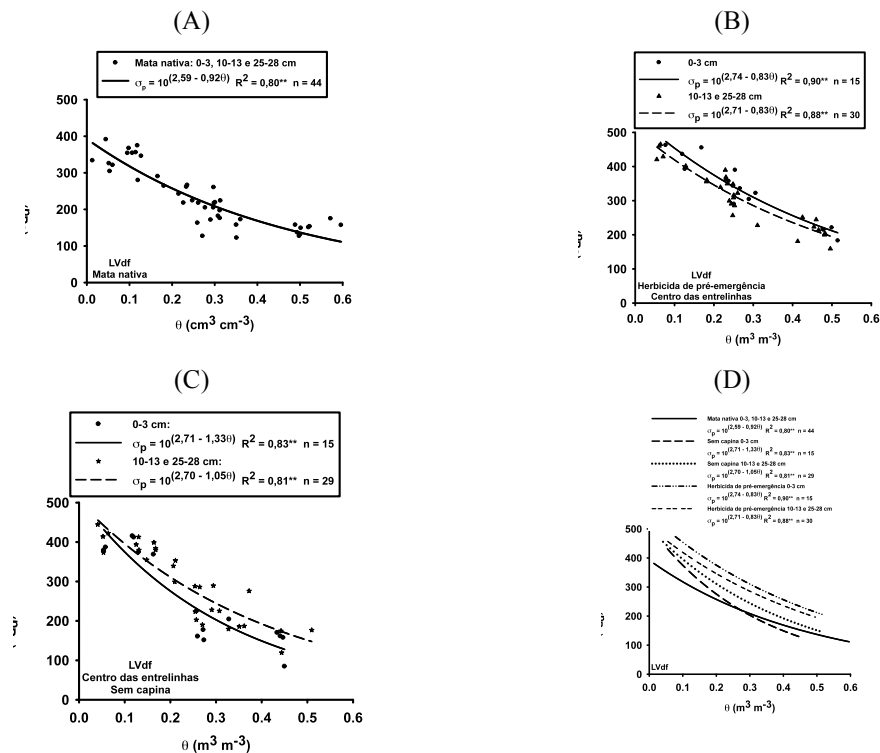 (A)
Mata nativa: 0-3, 10-13 e 25-28 cm
σp = 10(2,59 - 0,92θ) R2 = 0,80** n = 44
500
400
300
200
100
0
LVdf
Mata nativa
0.0 0.1 0.2 0.3 0.4 0.5 0.6
θ (cm3 cm-3)
(B)
0-3 cm
σp = 10(2,74 - 0,83θ) R2 = 0,90** n = 15
10-13 e 25-28 cm
σp = 10(2,71 - 0,83θ) R2 = 0,88** n = 30
500
400
300
200
100
0
LVdf
Herbicida de pré-emergência
Centro das entrelinhas
0.0 0.1 0.2 0.3 0.4 0.5 0.6
θ (m3 m-3)
(C)
0-3 cm:
σp = 10(2,71 - 1,33θ) R2 = 0,83** n = 15
10-13 e 25-28 cm:
σp = 10(2,70 - 1,05θ) R2 = 0,81** n = 29
500
400
300
200
100
0
LVdf
Centro das entrelinhas
Sem capina
0.0 0.1 0.2 0.3 0.4 0.5 0.6
θ (m3 m-3)
(D)
Mata nativa 0-3, 10-13 e 25-28 cm
σp = 10(2,59 - 0,92θ) R2 = 0,80** n = 44
Sem capina 0-3 cm
σp = 10(2,71 - 1,33θ) R2 = 0,83** n = 15
Sem capina 10-13 e 25-28 cm
σp = 10(2,70 - 1,05θ) R2 = 0,81** n = 29
Herbicida de pré-emergência 0-3 cm
σp = 10(2,74 - 0,83θ) R2 = 0,90** n = 15
Herbicida de pré-emergência 10-13 e 25-28 cm
σp = 10(2,71 - 0,83θ) R2 = 0,88** n = 30
500
400
300
200
100
0
LVdf
0.0 0.1 0.2 0.3 0.4 0.5 0.6
θ (m3 m-3)